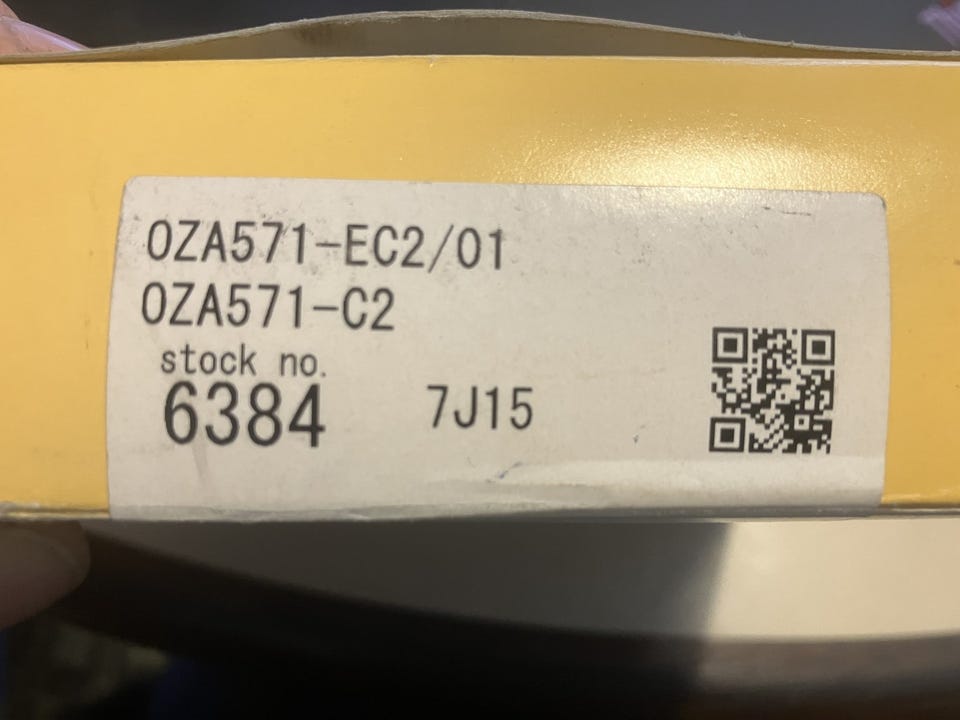 OZA571-EC2/01
OZA571-C2
stock no.
6384 7J15